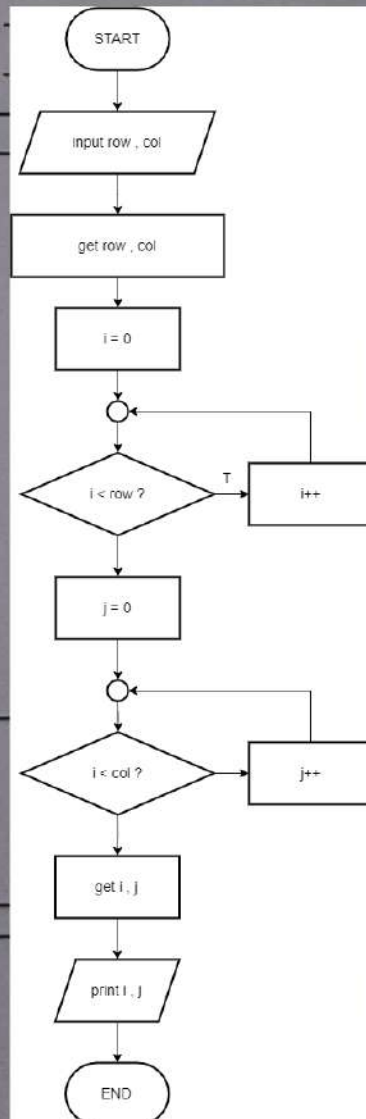 START
input row , col
get row , col
i = 0
i < row ?
T
i++
j = 0
i < col ?
j++
get i , j
print i , j
END